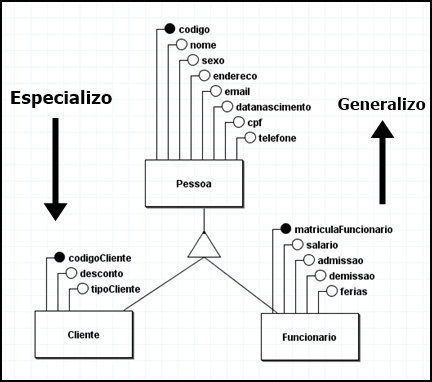 codigo
nome
sexo
endereco
email
datanascimento
cpf
telefone
Especializo
Generalizo
Pessoa
codigoCliente
desconto
tipoCliente
matriculaFuncionario
salario
admissao
demissao
ferias
Cliente
Funcionario